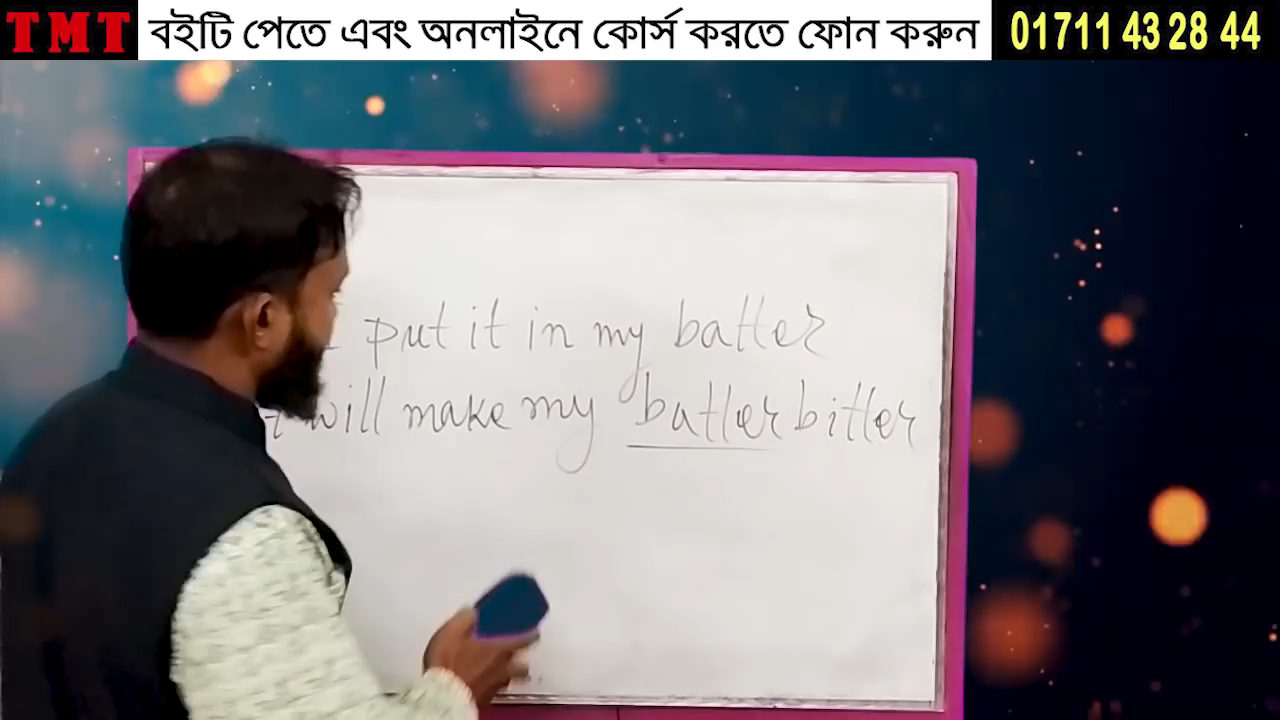 TMT বইটি পেতে এবং অনলাইনে কোর্স করতে ফোন করুন 01711 43 28 44
put it in my batter
will make my batter bitter